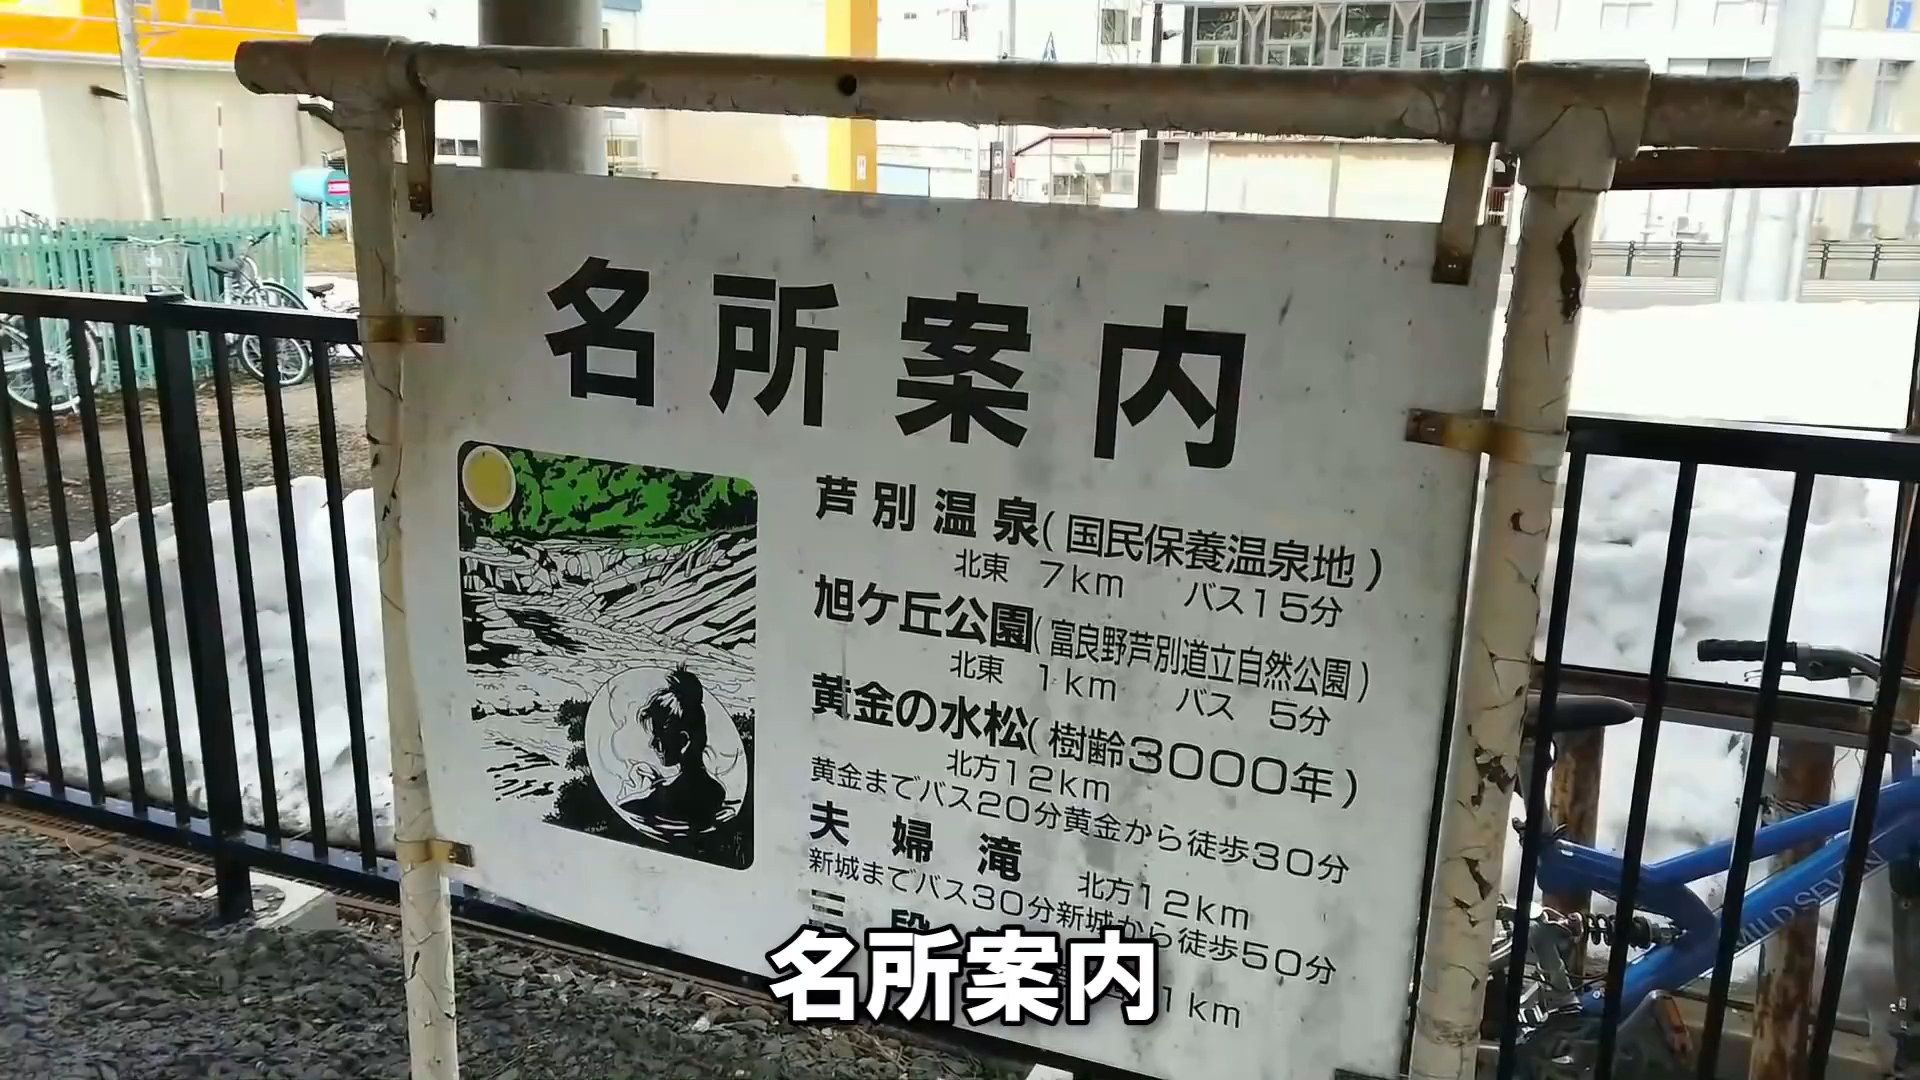 名所案内
芦別温泉(国民保養温泉地)
北東 7km バス15分
旭ケ丘公園(富良野芦別道立自然公園)
北東 1km バス 5分
黄金の水松(樹齢3000年)
北方12km
黄金までバス20分黄金から徒歩30分
夫婦滝 北方12km
新城までバス30分新城から徒歩50分
三段
1km
名所案内
MILD SEVEN